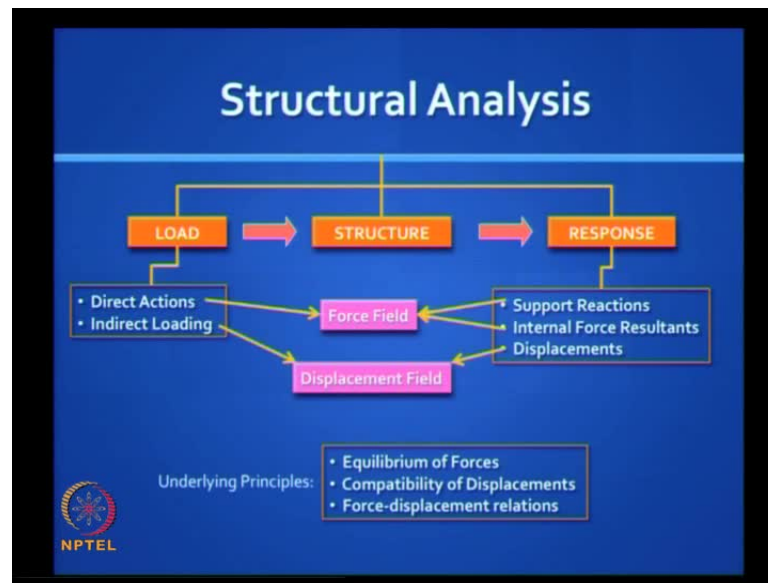 Structural Analysis
LOAD
STRUCTURE
RESPONSE
• Direct Actions
• Indirect Loading
Force Field
Displacement Field
• Support Reactions
• Internal Force Resultants
• Displacements
Underlying Principles:
• Equilibrium of Forces
• Compatibility of Displacements
• Force-displacement relations
NPTEL